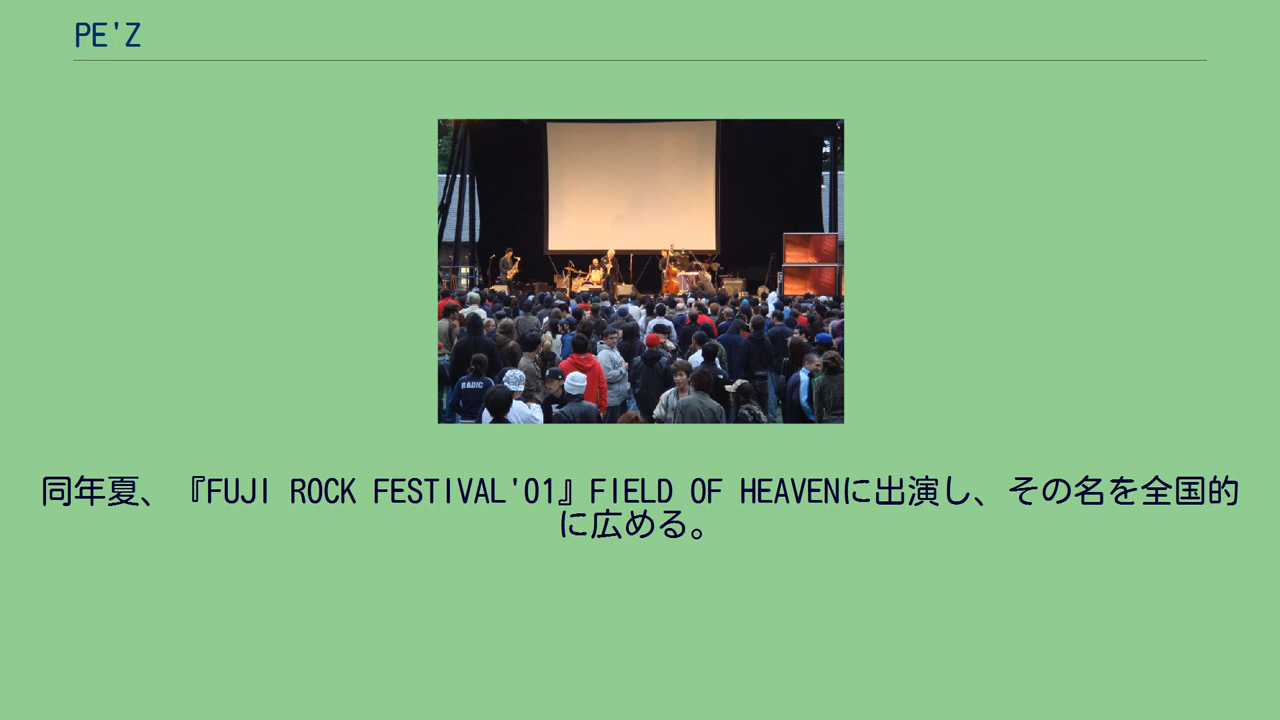 PE'Z
RADIC
同年夏、『FUJI ROCK FESTIVAL'01』FIELD OF HEAVENに出演し、その名を全国的
に広める。